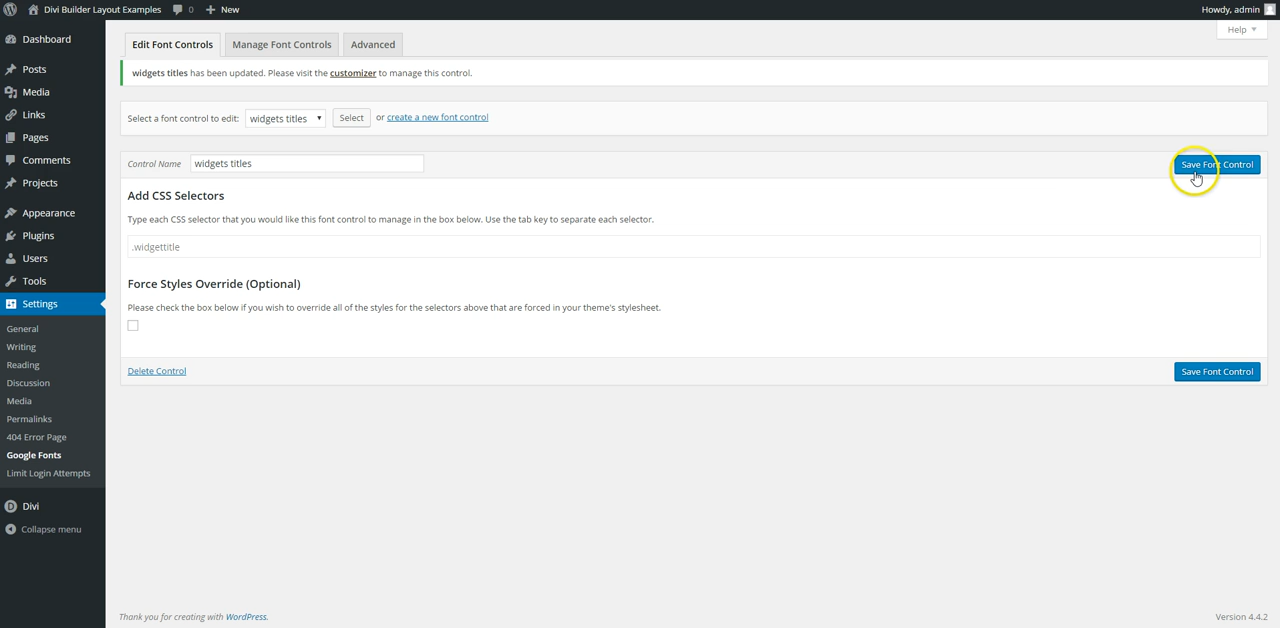 Divi Builder Layout Examples 0 New Howdy, admin
Help
Dashboard
Posts
Media
Links
Pages
Comments
Projects
Appearance
Plugins
Users
Tools
Settings
General
Writing
Reading
Discussion
Media
Permalinks
404 Error Page
Google Fonts
Limit Login Attempts
Divi
Collapse menu
Edit Font Controls Manage Font Controls Advanced
widgets titles has been updated. Please visit the customizer to manage this control.
Select a font control to edit: widgets titles Select or create a new font control
Control Name widgets titles Save Font Control
Add CSS Selectors
Type each CSS selector that you would like this font control to manage in the box below. Use the tab key to separate each selector.
.widgettitle
Force Styles Override (Optional)
Please check the box below if you wish to override all of the styles for the selectors above that are forced in your theme's stylesheet.
Delete Control Save Font Control
Thank you for creating with WordPress. Version 4.4.2